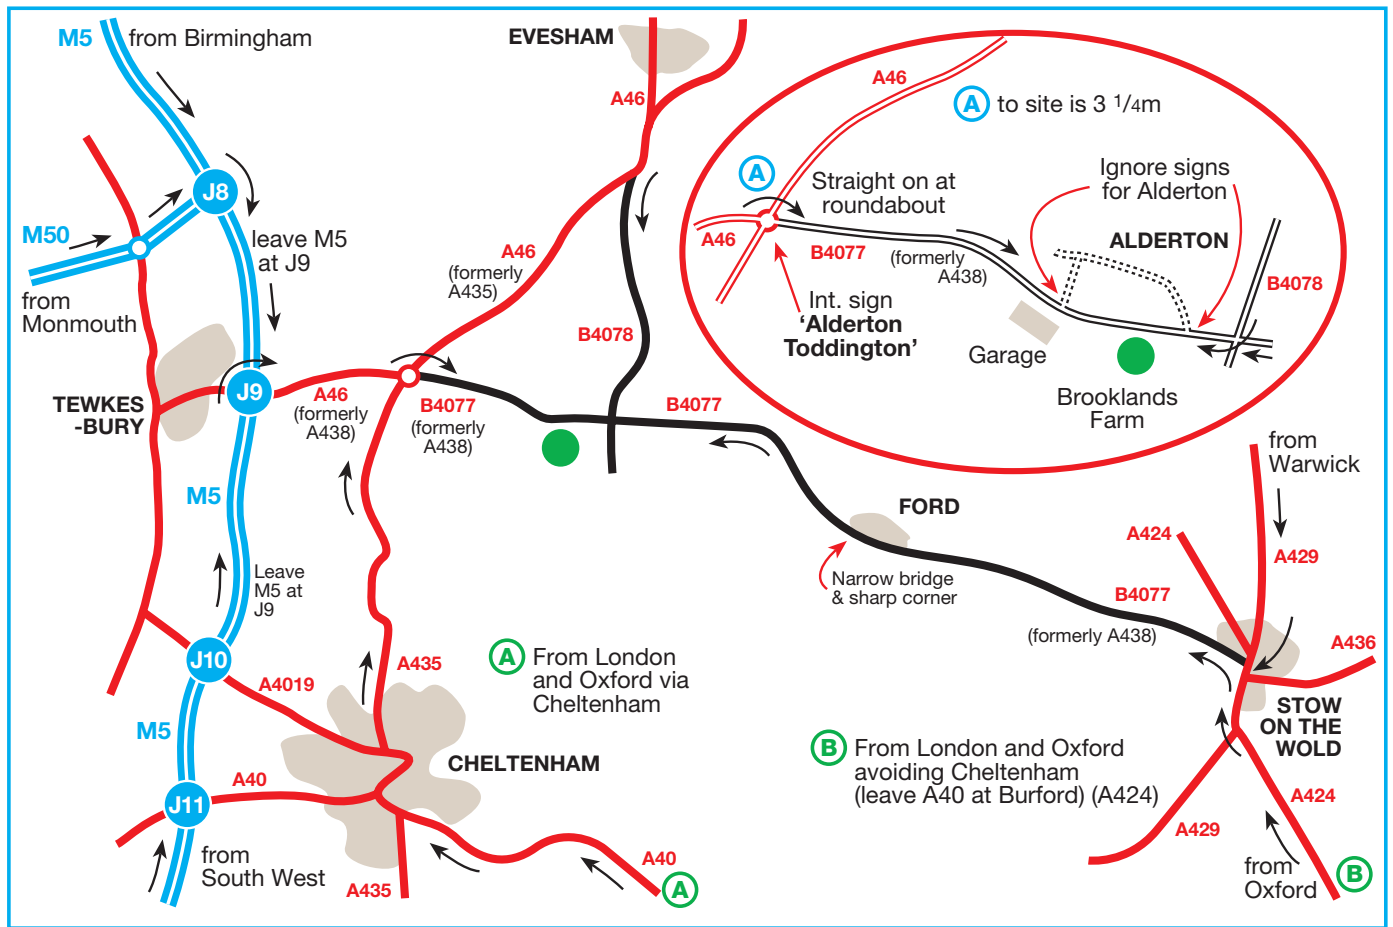 M5
from Birmingham
EVESHAM
A46
A46
A to site is 3 1/4m
J8
M50
from
Monmouth
leave M5
at J9
A46
(formerly
A435)
A
Straight on at
roundabout
Ignore signs
for Alderton
A46
B4077
(formerly
A438)
ALDERTON
B4078
Int. sign
‘Alderton
Toddington’
Garage
Brooklands
Farm
B4078
TEWKES
-BURY
J9
A46
(formerly
A438)
B4077
(formerly
A438)
B4077
from
Warwick
M5
FORD
A424
A429
Leave
M5 at
J9
Narrow bridge
& sharp corner
B4077
(formerly A438)
A436
J10
A4019
A435
A From London
and Oxford via
Cheltenham
STOW
ON THE
WOLD
M5
CHELTENHAM
B From London and Oxford
avoiding Cheltenham
(leave A40 at Burford) (A424)
J11
A40
A424
A429
from
South West
A435
A40
A
from
Oxford
B